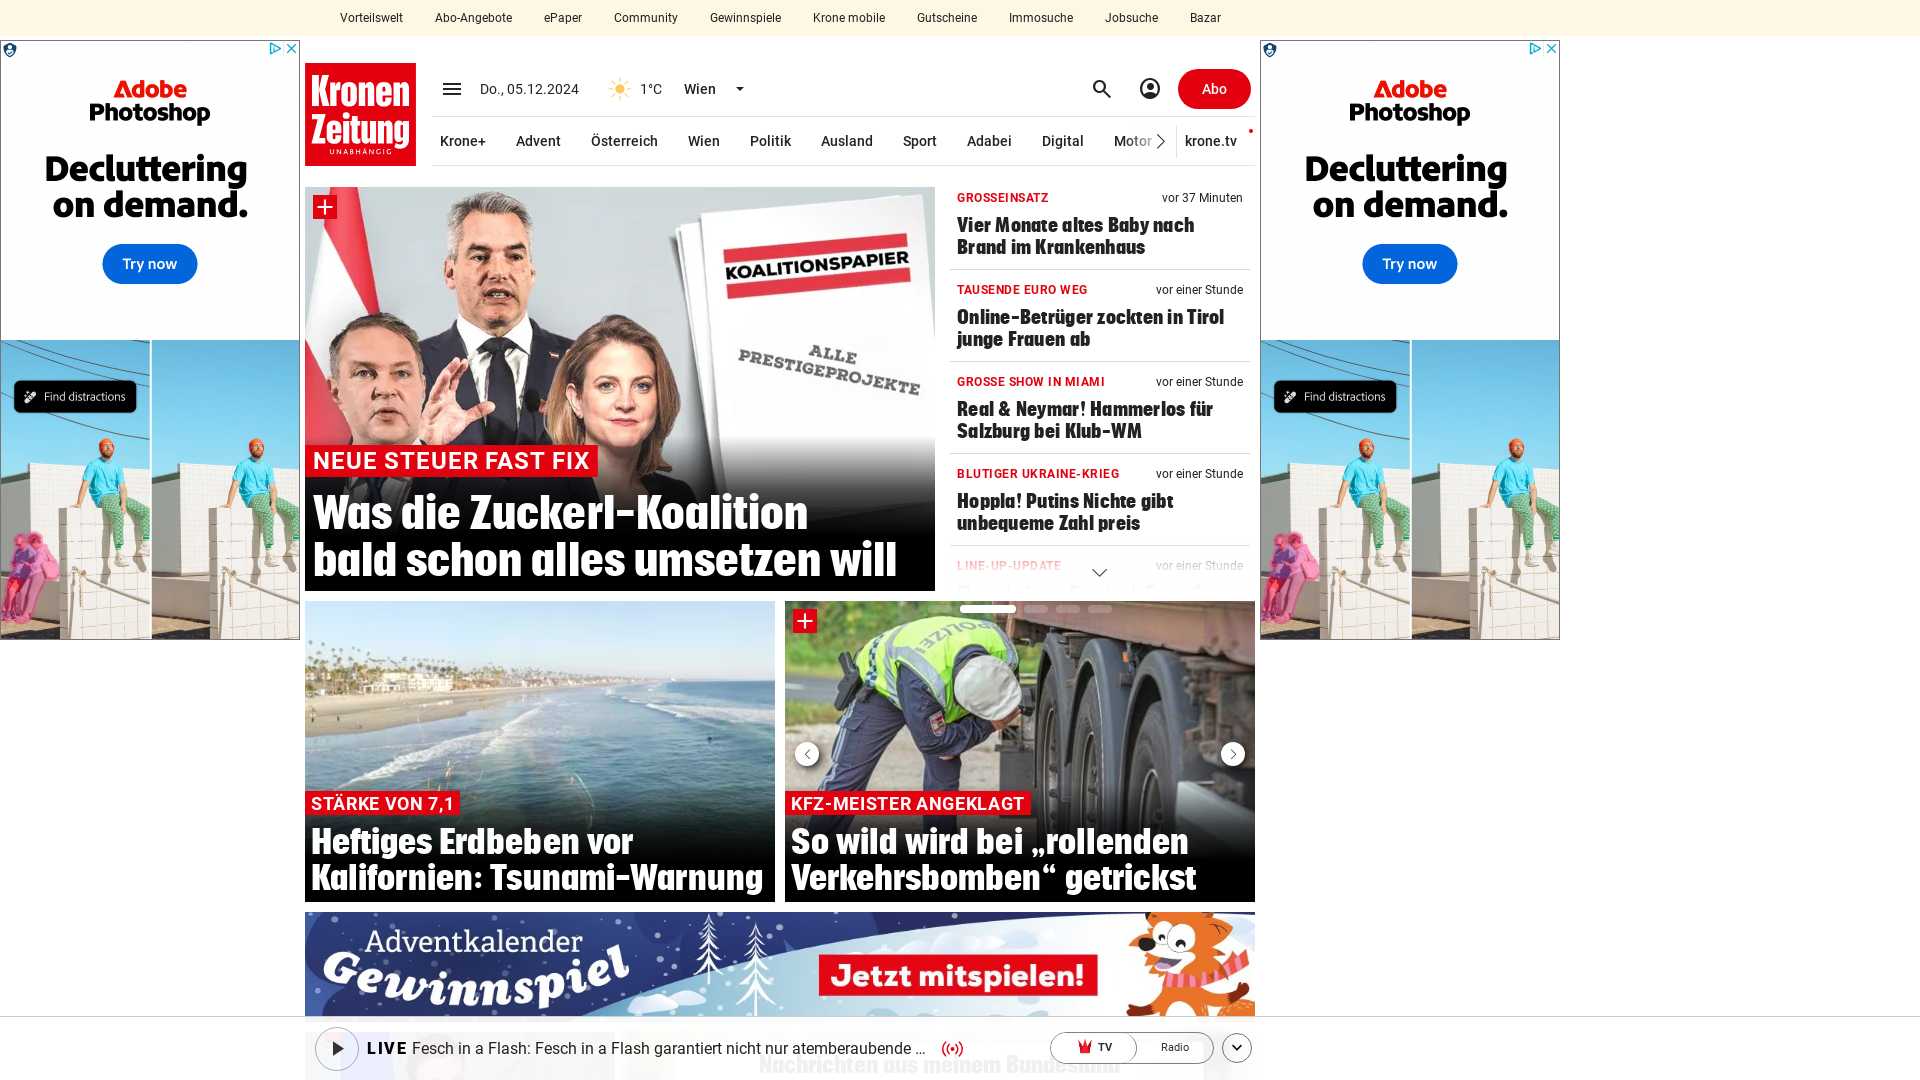 Vorteilswelt Abo-Angebote ePaper Community Gewinnspiele Krone mobile Gutscheine Immosuche Jobsuche Bazar
Adobe
Photoshop
Decluttering
on demand.
Try now
Find distractions
Kronen
Zeitung
UNABHÄNGIG
Do., 05.12.2024 1°C Wien Abo
Krone+ Advent Österreich Wien Politik Ausland Sport Adabei Digital Motor krone.tv
KOALITIONSPAPIER
ALLE
PRESTIGEPROJEKTE
NEUE STEUER FAST FIX
Was die Zuckerl-Koalition
bald schon alles umsetzen will
GROSSEINSATZ vor 37 Minuten
Vier Monate altes Baby nach
Brand im Krankenhaus
TAUSENDE EURO WEG vor einer Stunde
Online-Betrüger zockten in Tirol
junge Frauen ab
GROSSE SHOW IN MIAMI vor einer Stunde
Real & Neymar! Hammerlos für
Salzburg bei Klub-WM
BLUTIGER UKRAINE-KRIEG vor einer Stunde
Hoppla! Putins Nichte gibt
unbequeme Zahl preis
LINE-UP-UPDATE vor einer Stunde
Adobe
Photoshop
Decluttering
on demand.
Try now
Find distractions
STÄRKE VON 7,1
Heftiges Erdbeben vor
Kalifornien: Tsunami-Warnung
POLIZEI
KFZ-MEISTER ANGEKLAGT
So wild wird bei „rollenden
Verkehrsbomben“ getrickst
Adventkalender
Gewinnspiel
Jetzt mitspielen!
LIVE Fesch in a Flash: Fesch in a Flash garantiert nicht nur atemberaubende ... TV Radio
Nachrichten aus meinem Bundesland